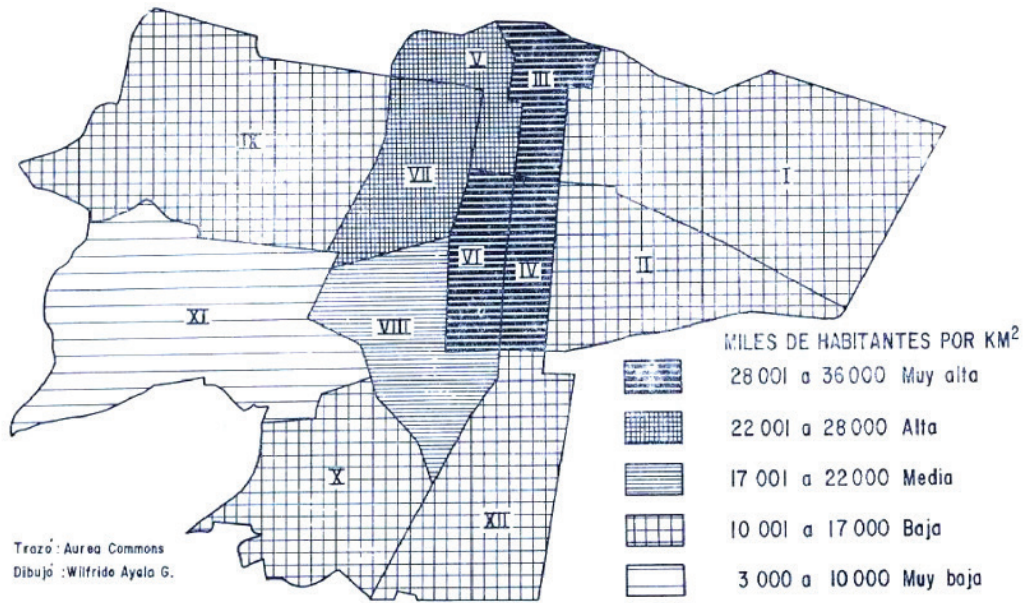 V
III
IX
VII
I
VI
IV
II
XI
VIII
X
XII
MILES DE HABITANTES POR KM²
28 001 a 36 000 Muy alta
22 001 a 28 000 Alta
17 001 a 22 000 Media
10 001 a 17 000 Baja
3 000 a 10 000 Muy baja
Trazó : Aurea Commons
Dibujó : Wilfrido Ayala G.